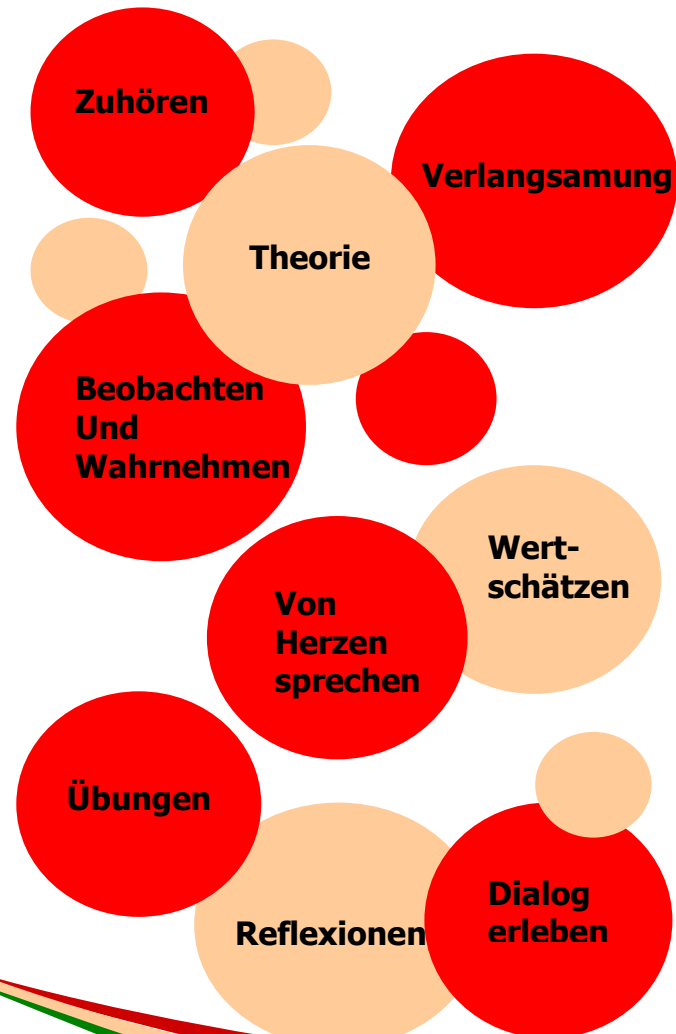 Zuhören
Verlangsamung
Theorie
Beobachten
Und
Wahrnehmen
Wert-
schätzen
Von
Herzen
sprechen
Übungen
Dialog
erleben
Reflexionen